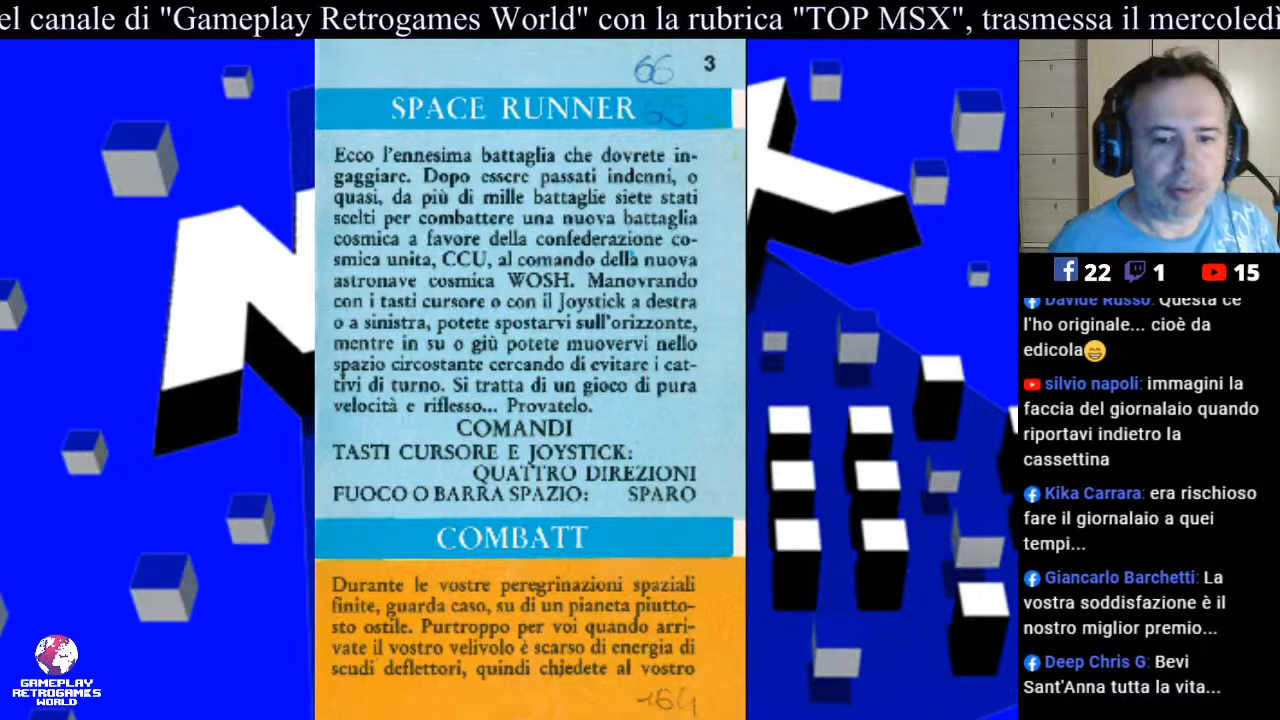 el canale di "Gameplay Retrogames World" con la rubrica "TOP MSX", trasmessa il mercoledì
66
3
SPACE RUNNER
Ecco l'ennesima battaglia che dovrete in-
gaggiare. Dopo essere passati indenni, o
quasi, da più di mille battaglie siete stati
scelti per combattere una nuova battaglia
cosmica a favore della confederazione co-
smica unita, CCU, al comando della nuova
astronave cosmica WOSH. Manovrando
con i tasti cursore o con il Joystick a destra
o a sinistra, potete spostarvi sull'orizzonte,
mentre in su o giù potete muovervi nello
spazio circostante cercando di evitare i cat-
tivi di turno. Si tratta di un gioco di pura
velocità e riflesso... Provatelo.
COMANDI
TASTI CURSORE E JOYSTICK:
QUATTRO DIREZIONI
FUOCO O BARRA SPAZIO: SPARO
COMBATT
Durante le vostre peregrinazioni spaziali
finite, guarda caso, su di un pianeta piutto-
sto ostile. Purtroppo per voi quando arri-
vate il vostro velivolo è scarso di energia di
scudi deflettori, quindi chiedete al vostro
GAMEPLAY
RETROGAMES
WORLD
22 1 15
Davide Russo: Questa ce
l'ho originale... cioè da
edicola
silvio napoli: immagini la
faccia del giornalaio quando
riportavi indietro la
cassettina
Kika Carrara: era rischioso
fare il giornalaio a quei
tempi...
Giancarlo Barchetti: La
vostra soddisfazione è il
nostro miglior premio...
Deep Chris G: Bevi
Sant'Anna tutta la vita...